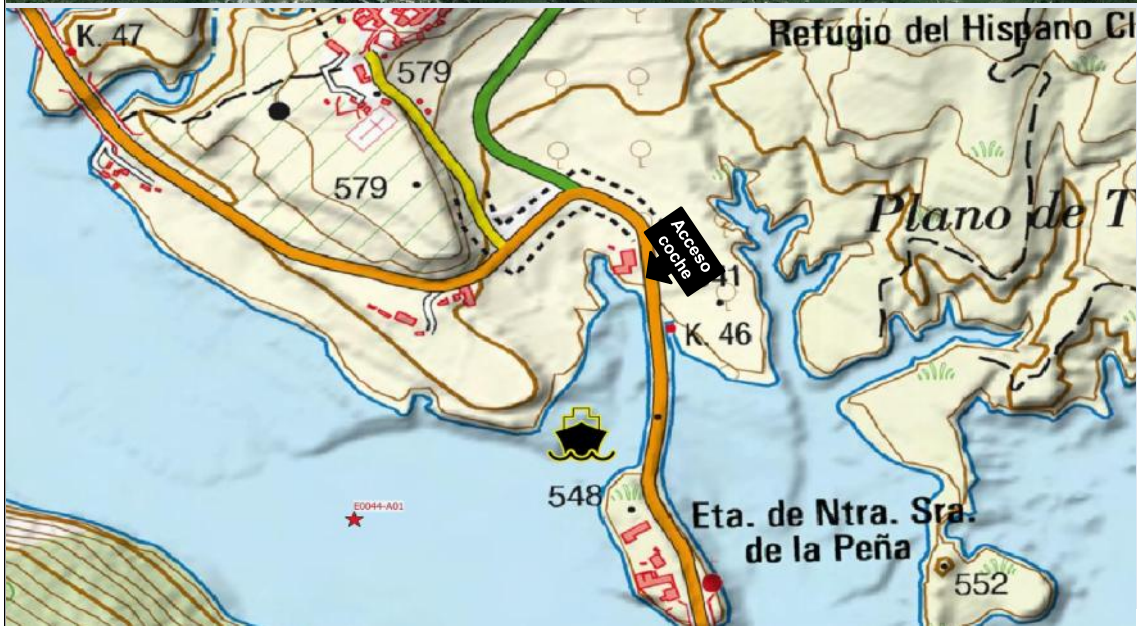 K. 47
Refugio del Hispano Cl
579
579
Plano de T
Acceso
coche
41
K. 46
548
E0044-A01
Eta. de Ntra. Sra.
de la Peña
552